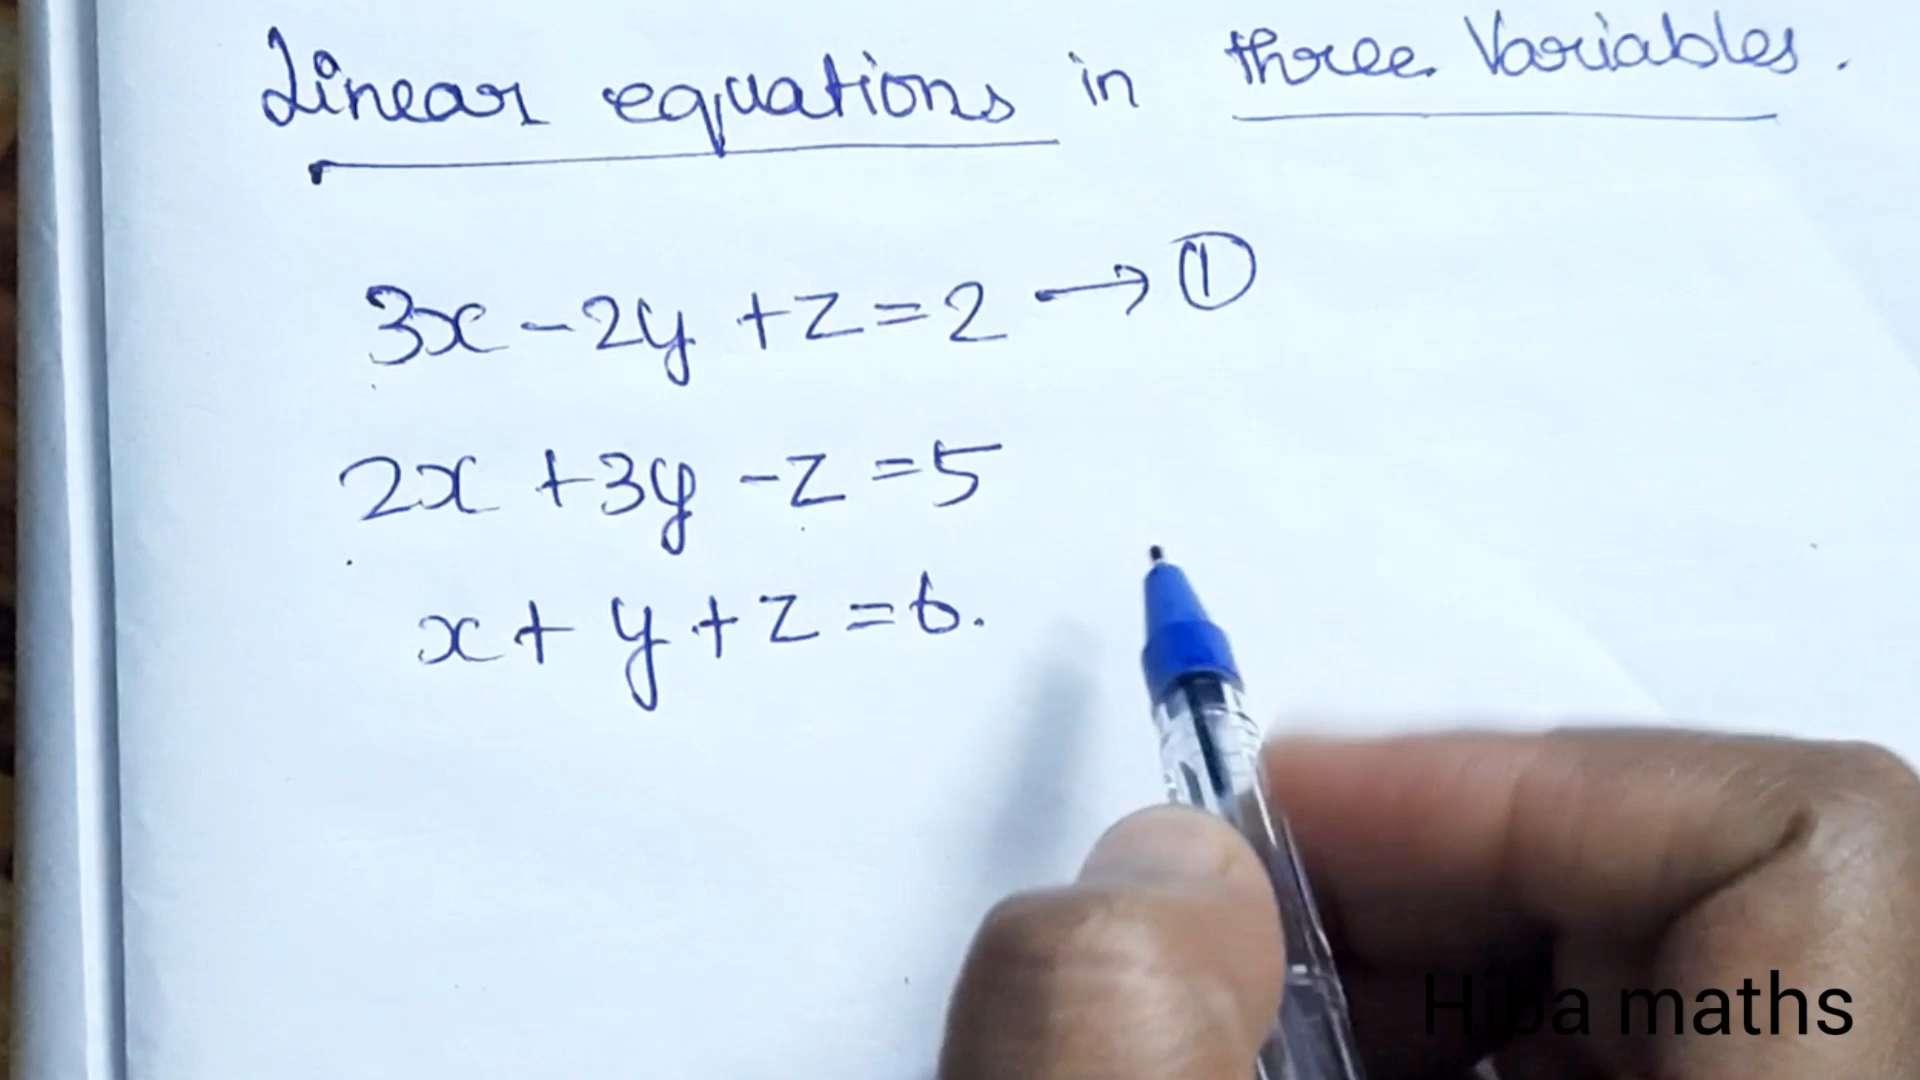 Linear equations in three Variables.
3x - 2y + z = 2 → ①
2x + 3y - z = 5
x + y + z = 6.
Hiba maths